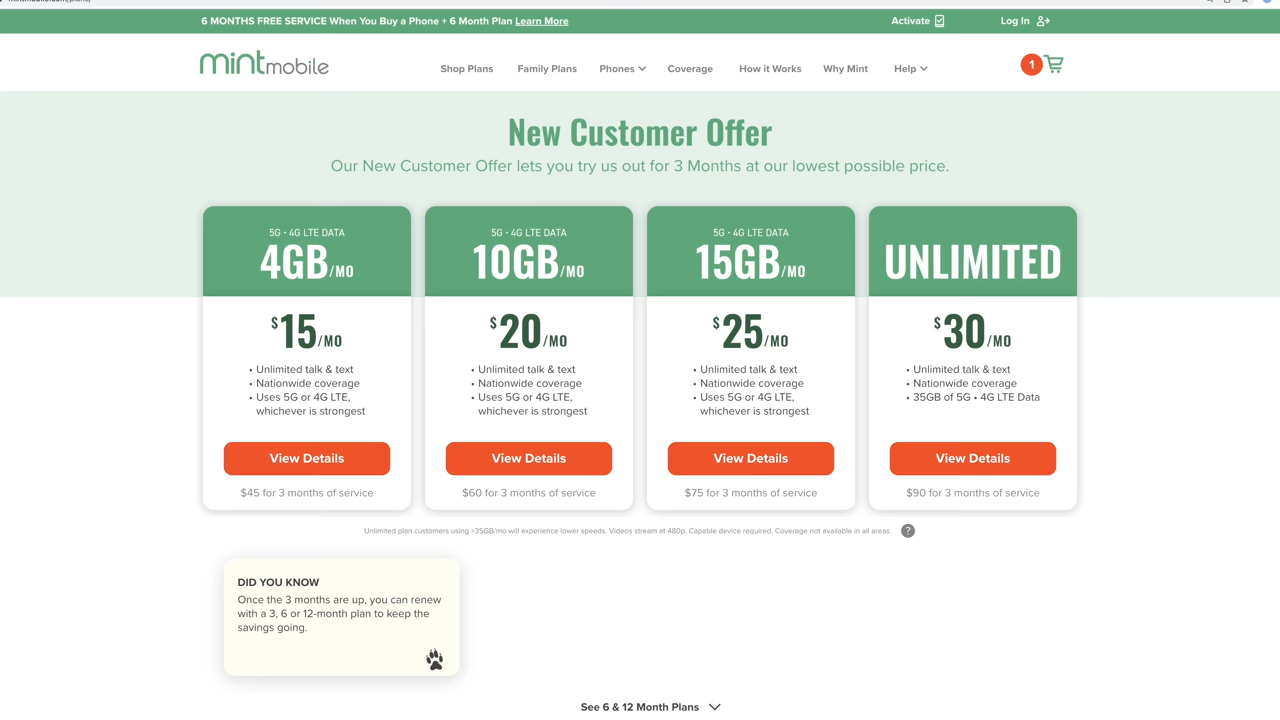 6 MONTHS FREE SERVICE When You Buy a Phone + 6 Month Plan Learn More
Activate
Log In
mintmobile
Shop Plans
Family Plans
Phones
Coverage
How it Works
Why Mint
Help
1
New Customer Offer
Our New Customer Offer lets you try us out for 3 Months at our lowest possible price.
5G • 4G LTE DATA
4GB/MO
$15/MO
• Unlimited talk & text
• Nationwide coverage
• Uses 5G or 4G LTE,
whichever is strongest
View Details
$45 for 3 months of service
5G • 4G LTE DATA
10GB/MO
$20/MO
• Unlimited talk & text
• Nationwide coverage
• Uses 5G or 4G LTE,
whichever is strongest
View Details
$60 for 3 months of service
5G • 4G LTE DATA
15GB/MO
$25/MO
• Unlimited talk & text
• Nationwide coverage
• Uses 5G or 4G LTE,
whichever is strongest
View Details
$75 for 3 months of service
UNLIMITED
$30/MO
• Unlimited talk & text
• Nationwide coverage
• 35GB of 5G • 4G LTE Data
View Details
$90 for 3 months of service
Unlimited plan customers using >35GB/mo will experience lower speeds. Videos stream at 480p. Capable device required. Coverage not available in all areas.
?
DID YOU KNOW
Once the 3 months are up, you can renew
with a 3, 6 or 12-month plan to keep the
savings going.
See 6 & 12 Month Plans